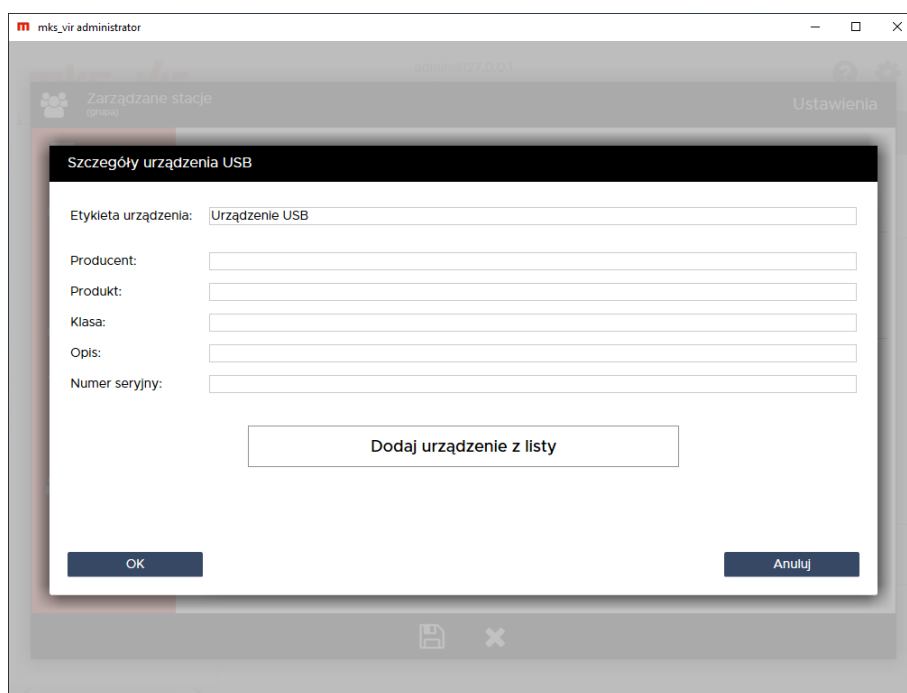 mks_vir administrator
Zarządzane stacje
(grupa)
Ustawienia
Szczegóły urządzenia USB
Etykieta urządzenia: Urządzenie USB
Producent:
Produkt:
Klasa:
Opis:
Numer seryjny:
Dodaj urządzenie z listy
OK Anuluj